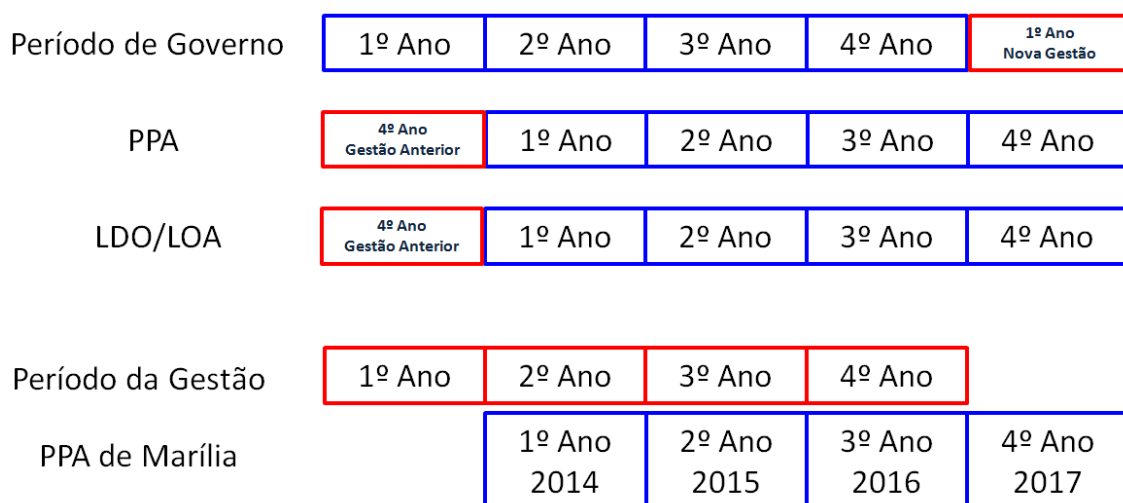 Período de Governo 1º Ano 2º Ano 3º Ano 4º Ano 1º Ano
Nova Gestão
PPA 4º Ano
Gestão Anterior 1º Ano 2º Ano 3º Ano 4º Ano
LDO/LOA 4º Ano
Gestão Anterior 1º Ano 2º Ano 3º Ano 4º Ano
Período da Gestão 1º Ano 2º Ano 3º Ano 4º Ano
PPA de Marília 1º Ano 2º Ano 3º Ano 4º Ano
2014 2015 2016 2017